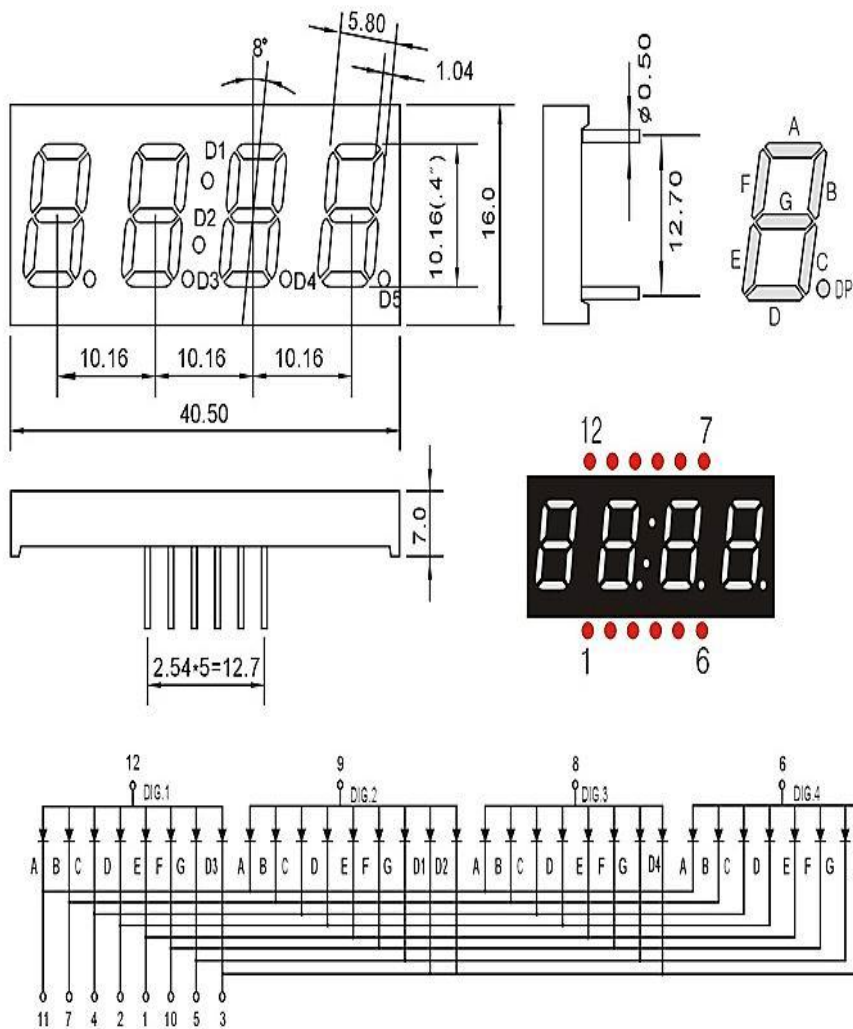 5.80
8°
1.04
ø0.50
D1
D2
D3
D4
D5
10.16(.4")
16.0
12.70
A
F
B
G
E
C
DP
D
10.16 10.16 10.16
40.50
12 7
7.0
1 6
2.54*5=12.7
12 9 8 6
DIG.1 DIG.2 DIG.3 DIG.4
A B C D E F G D3 A B C D E F G D1 D2 A B C D E F G D4 A B C D E F G
11 7 4 2 1 10 5 3